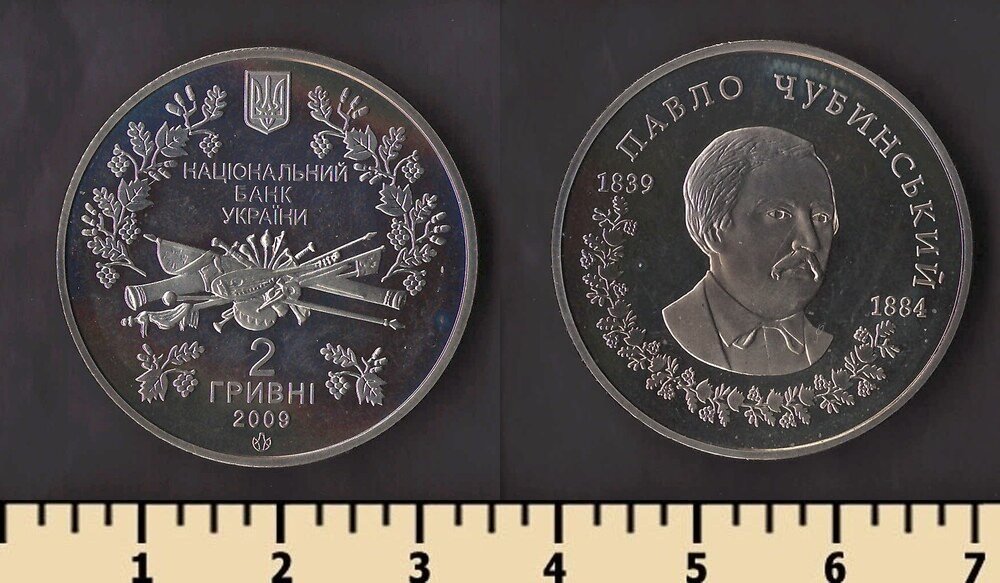 НАЦІОНАЛЬНИЙ
БАНК
УКРАЇНИ
2
ГРИВНІ
2009
ПАВЛО ЧУБИНСЬКИЙ
1839
1884
1 2 3 4 5 6 7